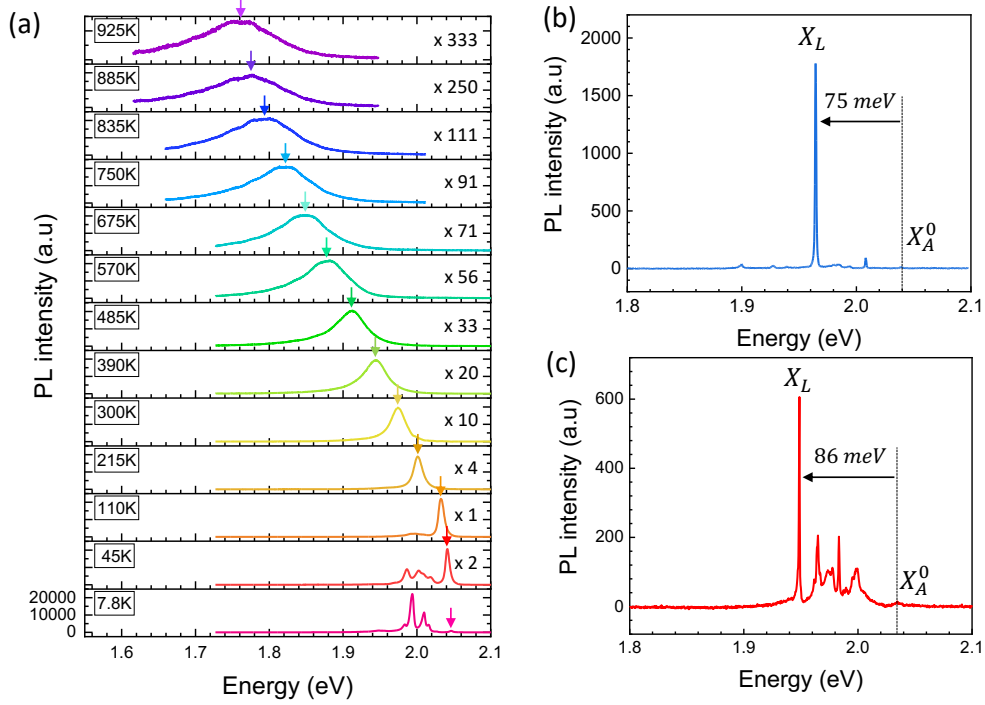 (a)
925K
x 333
885K
x 250
835K
x 111
750K
x 91
675K
x 71
570K
x 56
485K
x 33
390K
x 20
300K
x 10
215K
x 4
110K
x 1
45K
x 2
7.8K
20000
10000
0
PL intensity (a.u)
1.6 1.7 1.8 1.9 2.0 2.1
Energy (eV)
(b)
X_L
75 meV
X_A^0
2000
1500
1000
500
0
PL intensity (a.u)
1.8 1.9 2.0 2.1
Energy (eV)
(c)
X_L
86 meV
X_A^0
600
400
200
0
PL intensity (a.u)
1.8 1.9 2.0 2.1
Energy (eV)